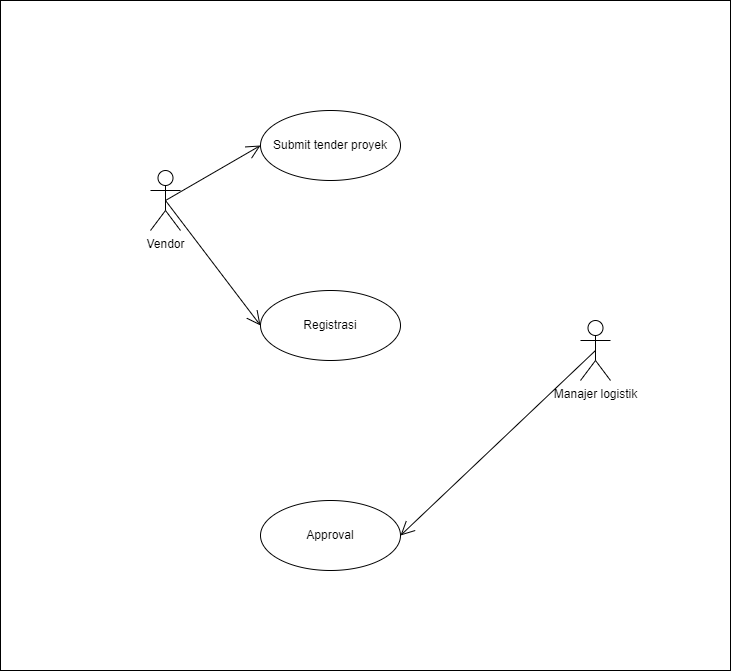 Submit tender proyek
Vendor
Registrasi
Manajer logistik
Approval